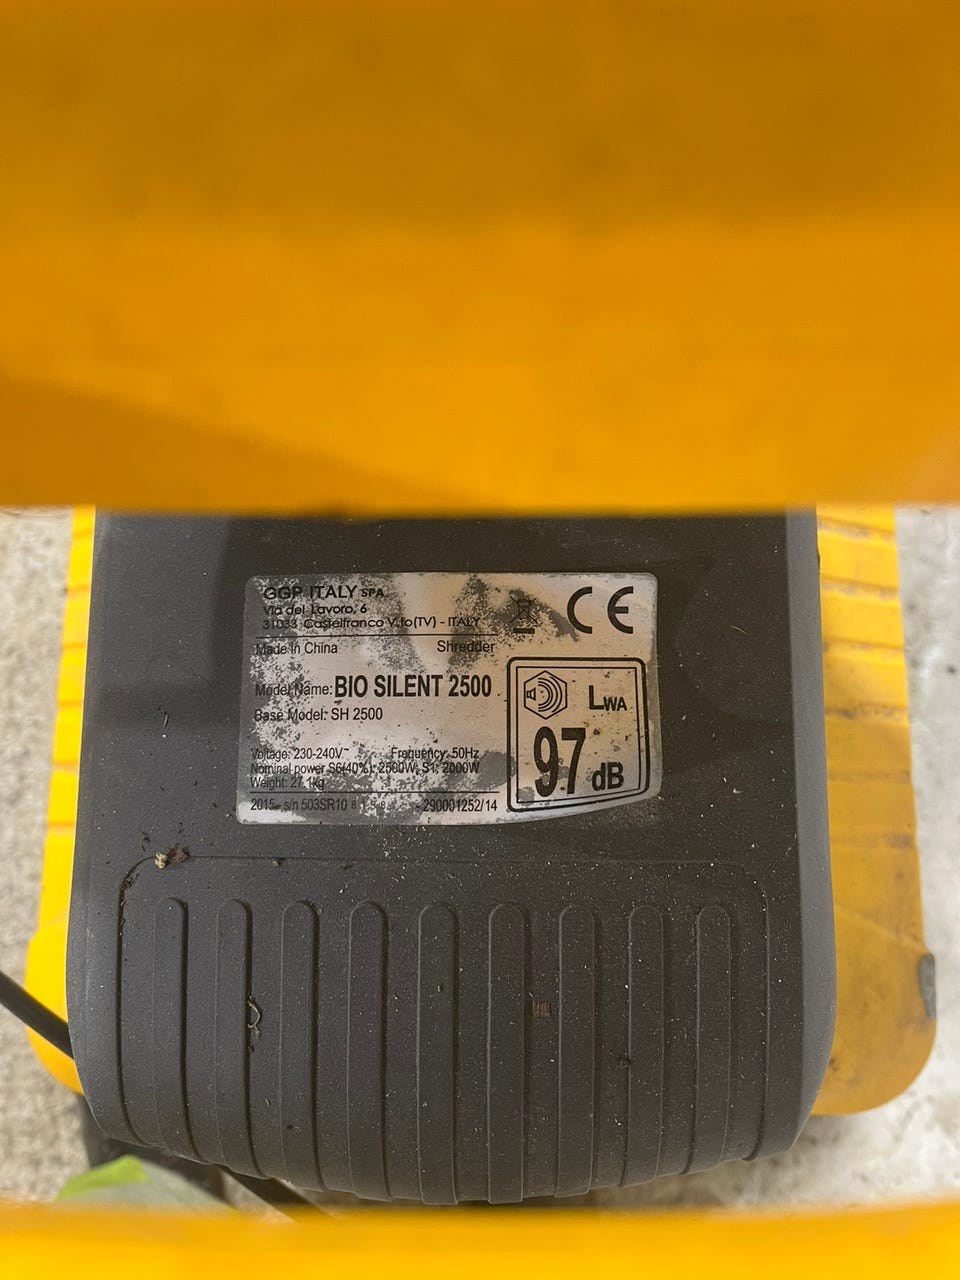 GGP ITALY SPA
Via del Lavoro, 6
31033 Castelfranco V.to(TV) - ITALY
CE
Made in China Shredder
Model Name: BIO SILENT 2500
Base Model: SH 2500
LWA
97 dB
Voltage: 230-240V~ Frequency: 50Hz
Nominal power S6(40%): 2500W, S1: 2000W
Weight: 27.1kg
2015 - s/n 503SR10 - 290001252/14